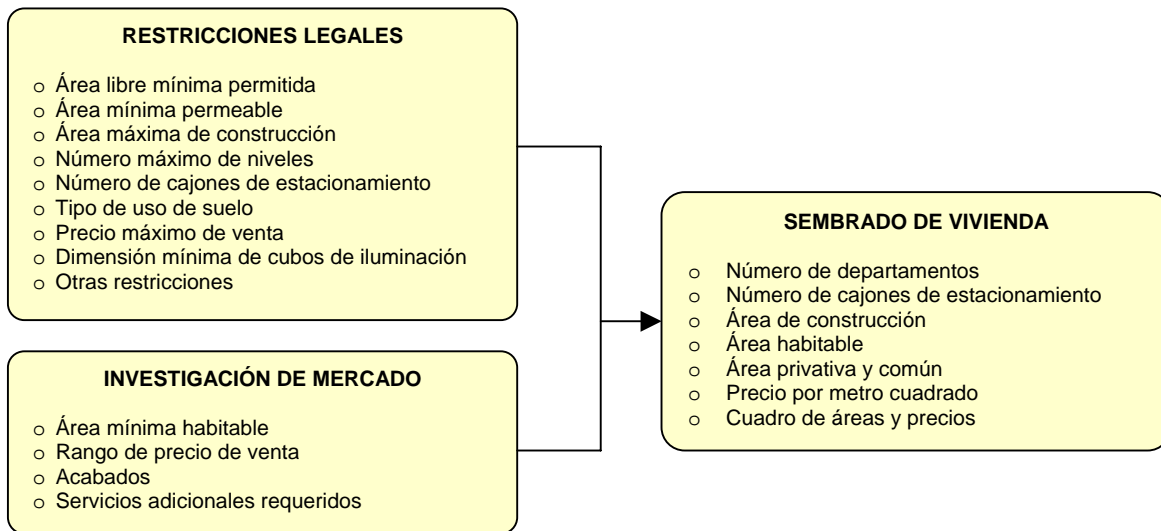 RESTRICCIONES LEGALES
o Área libre mínima permitida
o Área mínima permeable
o Área máxima de construcción
o Número máximo de niveles
o Número de cajones de estacionamiento
o Tipo de uso de suelo
o Precio máximo de venta
o Dimensión mínima de cubos de iluminación
o Otras restricciones
INVESTIGACIÓN DE MERCADO
o Área mínima habitable
o Rango de precio de venta
o Acabados
o Servicios adicionales requeridos
SEMBRADO DE VIVIENDA
o Número de departamentos
o Número de cajones de estacionamiento
o Área de construcción
o Área habitable
o Área privativa y común
o Precio por metro cuadrado
o Cuadro de áreas y precios